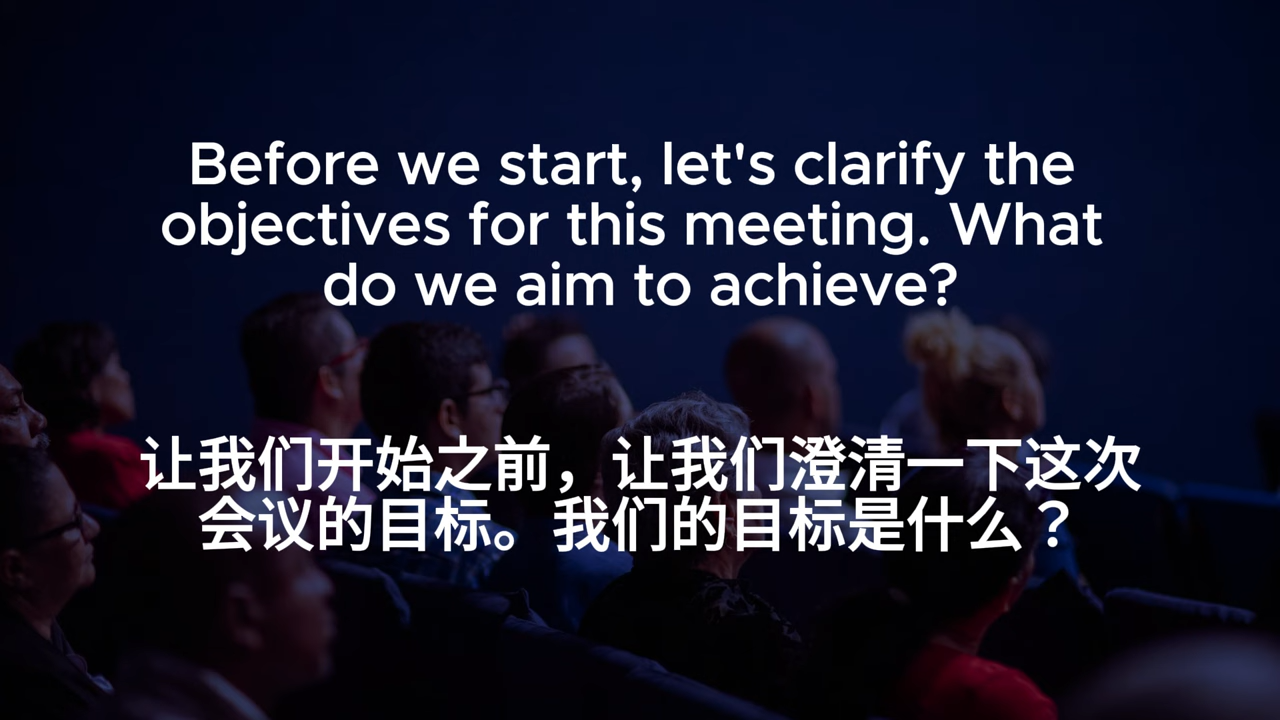 Before we start, let's clarify the
objectives for this meeting. What
do we aim to achieve?
让我们开始之前，让我们澄清一下这次
会议的目标。我们的目标是什么？